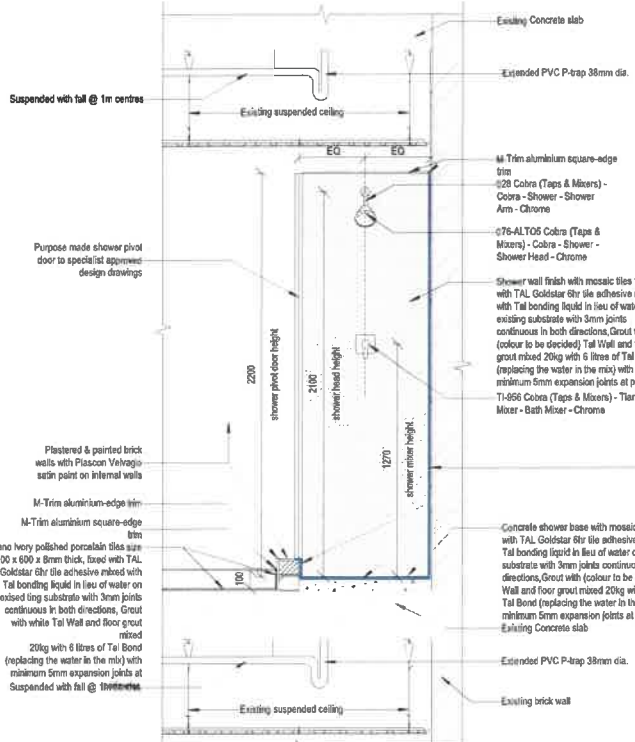 Existing Concrete slab
Extended PVC P-trap 38mm dia.
Suspended with fall @ 1m centres
Existing suspended ceiling
EQ
EQ
M-Trim aluminium square-edge
trim
Cobra (Taps & Mixers) -
Cobra - Shower - Shower
Arm - Chrome
076-ALTO5 Cobra (Taps &
Mixers) - Cobra - Shower -
Shower Head - Chrome
Purpose made shower pivot
door to specialist approved
design drawings
Shower wall finish with mosaic tiles
with TAL Goldstar 6hr tile adhesive
with Tal bonding liquid in lieu of
existing substrate with 3mm joints
continuous in both directions,Grout
(colour to be decided) Tal Wall and
grout mixed 20kg with 6 litres of Tal
(replacing the water in the mix) with
minimum 5mm expansion joints at
TI-956 Cobra (Taps & Mixers) -
Mixer - Bath Mixer - Chrome
2200
shower pivot door height
2100
shower head height
1270
shower mixer height
100
Plastered & painted brick
walls with Plascon Velvaglo
satin paint on internal walls
M-Trim aluminium-edge trim
M-Trim aluminium square-edge
trim
Ivory polished porcelain tiles size
x 600 x 8mm thick, fixed with TAL
Goldstar 6hr tile adhesive mixed with
Tal bonding liquid in lieu of water on
ting substrate with 3mm joints
continuous in both directions, Grout
with white Tal Wall and floor grout
mixed
20kg with 6 litres of Tal Bond
(replacing the water in the mix) with
minimum 5mm expansion joints at
Suspended with fall @
Concrete shower base with mosaic
with TAL Goldstar 6hr tile adhesive
Tal bonding liquid in lieu of water
substrate with 3mm joints
directions,Grout with (colour to be
Wall and floor grout mixed 20kg
Tal Bond (replacing the water in
minimum 5mm expansion joints at
Existing Concrete slab
Extended PVC P-trap 38mm dia.
Existing brick wall
Existing suspended ceiling